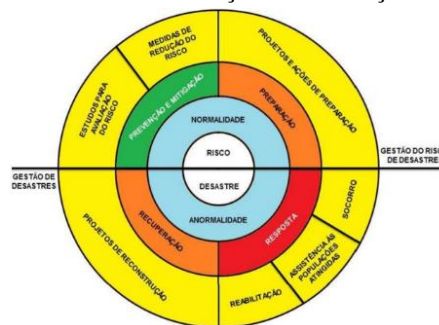 MEDIDAS DE
REDUÇÃO DO
RISCO
PROJETOS E AÇÕES DE PREPARAÇÃO
ESTUDOS PARA
AVALIAÇÃO
DO RISCO
PREVENÇÃO E MITIGAÇÃO
PREPARAÇÃO
NORMALIDADE
RISCO
GESTÃO DO
DE DESASTRE
GESTÃO DE
DESASTRES
DESASTRE
ANORMALIDADE
RECUPERAÇÃO
RESPOSTA
SOCORRO
ASSISTÊNCIA ÀS
POPULAÇÕES
ATINGIDAS
REABILITAÇÃO
PROJETOS DE RECONSTRUÇÃO